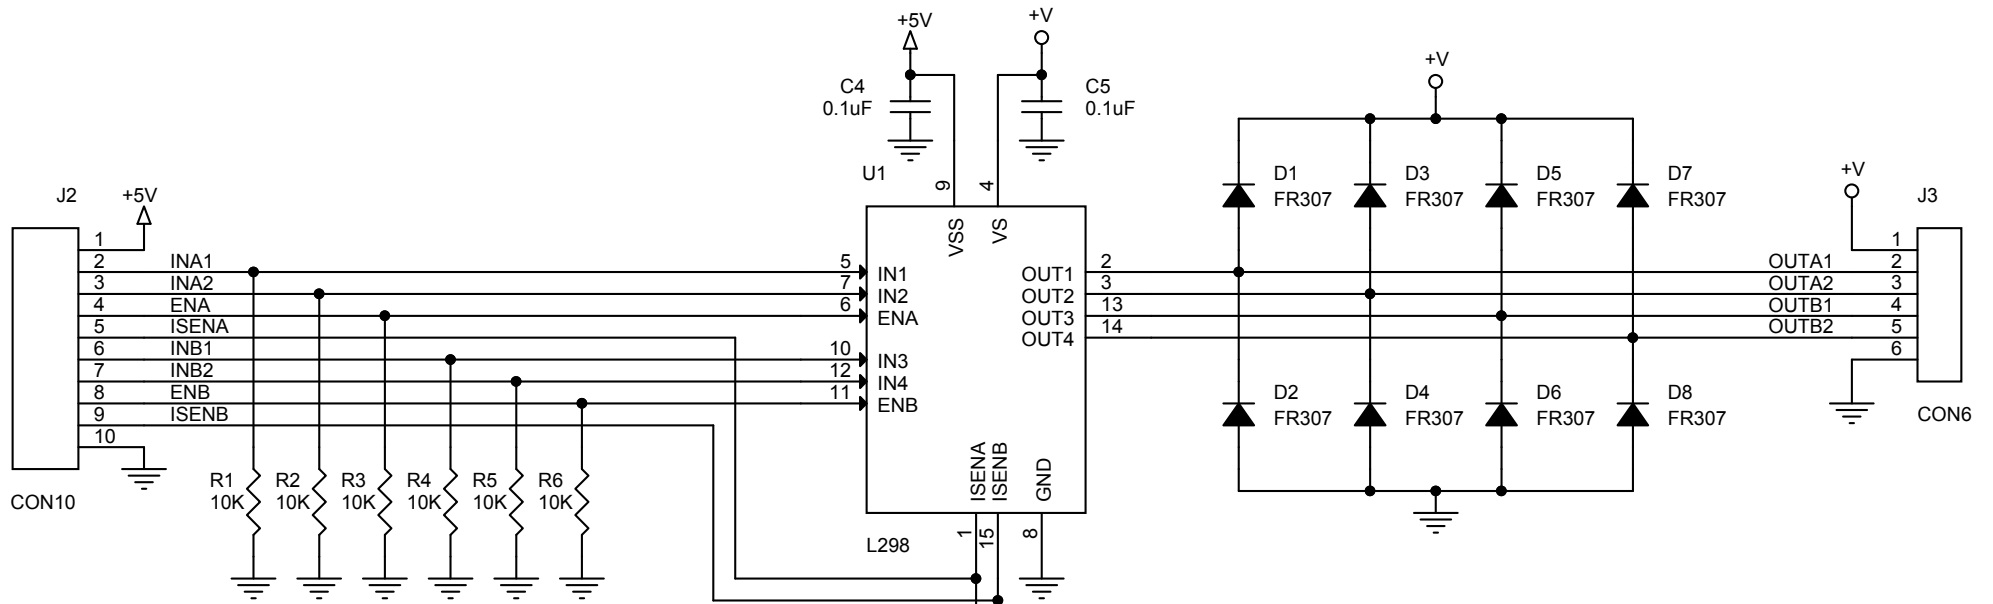 +5V
+V
C4
0.1uF
C5
0.1uF
+V
U1
9
4
D1
FR307
D3
FR307
D5
FR307
D7
FR307
+V
J3
J2
+5V
VSS
VS
1
2
3
4
5
6
7
8
9
10
INA1
INA2
ENA
ISENA
INB1
INB2
ENB
ISENB
5
7
6
10
12
11
IN1
IN2
ENA
IN3
IN4
ENB
OUT1
OUT2
OUT3
OUT4
2
3
13
14
OUTA1
OUTA2
OUTB1
OUTB2
1
2
3
4
5
6
D2
FR307
D4
FR307
D6
FR307
D8
FR307
CON6
ISENA
ISENB
GND
CON10
R1
10K
R2
10K
R3
10K
R4
10K
R5
10K
R6
10K
L298
1
15
8